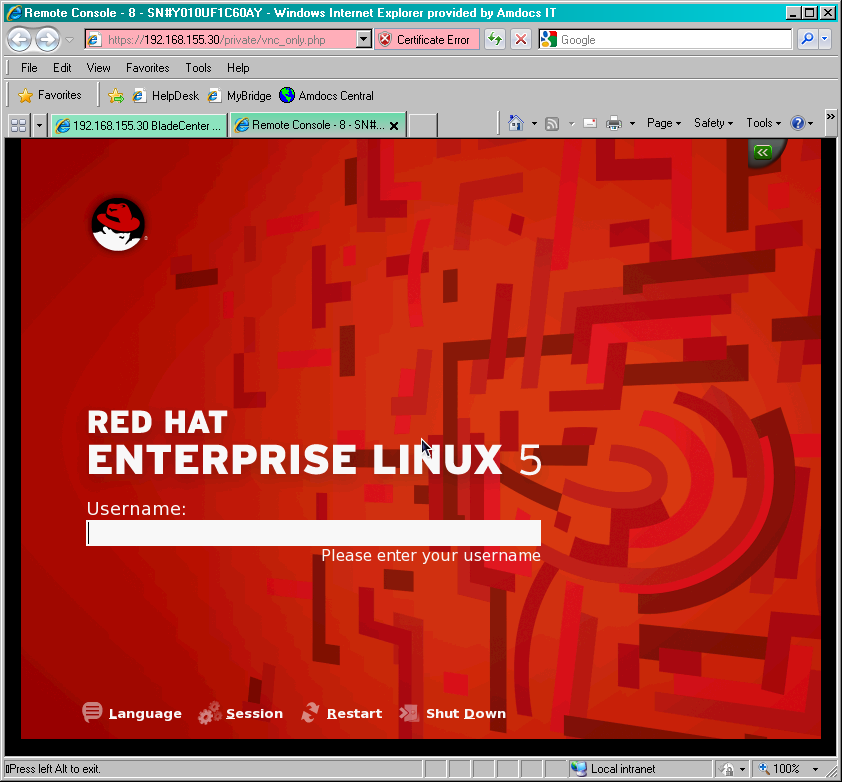 Remote Console - 8 - SN#Y010UF1C60AY - Windows Internet Explorer provided by Amdocs IT
https://192.168.155.30/private/vnc_only.php
Certificate Error
Google
File Edit View Favorites Tools Help
Favorites
HelpDesk
MyBridge
Amdocs Central
192.168.155.30 BladeCenter ...
Remote Console - 8 - SN#...
Page
Safety
Tools
RED HAT
ENTERPRISE LINUX 5
Username:
Please enter your username
Language
Session
Restart
Shut Down
Press left Alt to exit.
Local intranet
100%